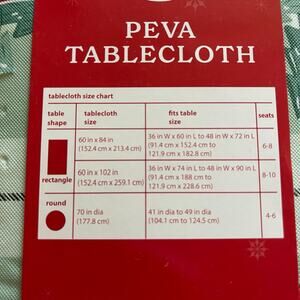 PEVA
TABLECLOTH
tablecloth size chart
table shape tablecloth size fits table size seats
rectangle
60 in x 84 in
(152.4 cm x 213.4 cm)
36 in W x 60 in L to 48 in W x 72 in L
(91.4 cm x 152.4 cm to
121.9 cm x 182.8 cm)
6-8
60 in x 102 in
(152.4 cm x 259.1 cm)
36 in W x 74 in L to 48 in W x 90 in L
(91.4 cm x 188 cm to
121.9 cm x 228.6 cm)
8-10
round
70 in dia
(177.8 cm)
41 in dia to 49 in dia
(104.1 cm to 124.5 cm)
4-6